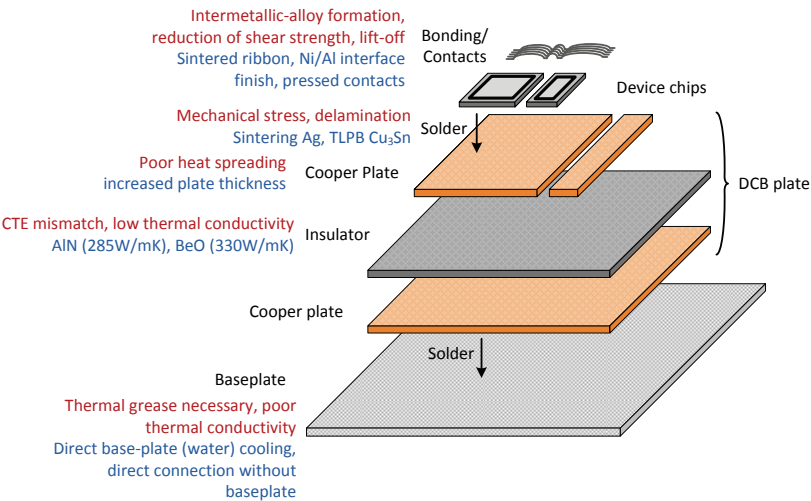 Intermetallic-alloy formation,
reduction of shear strength, lift-off
Sintered ribbon, Ni/Al interface
finish, pressed contacts
Bonding/
Contacts
Device chips
Mechanical stress, delamination
Sintering Ag, TLPB Cu₃Sn
Solder
Poor heat spreading
increased plate thickness
Cooper Plate
DCB plate
CTE mismatch, low thermal conductivity
AlN (285W/mK), BeO (330W/mK)
Insulator
Cooper plate
Solder
Baseplate
Thermal grease necessary, poor
thermal conductivity
Direct base-plate (water) cooling,
direct connection without
baseplate